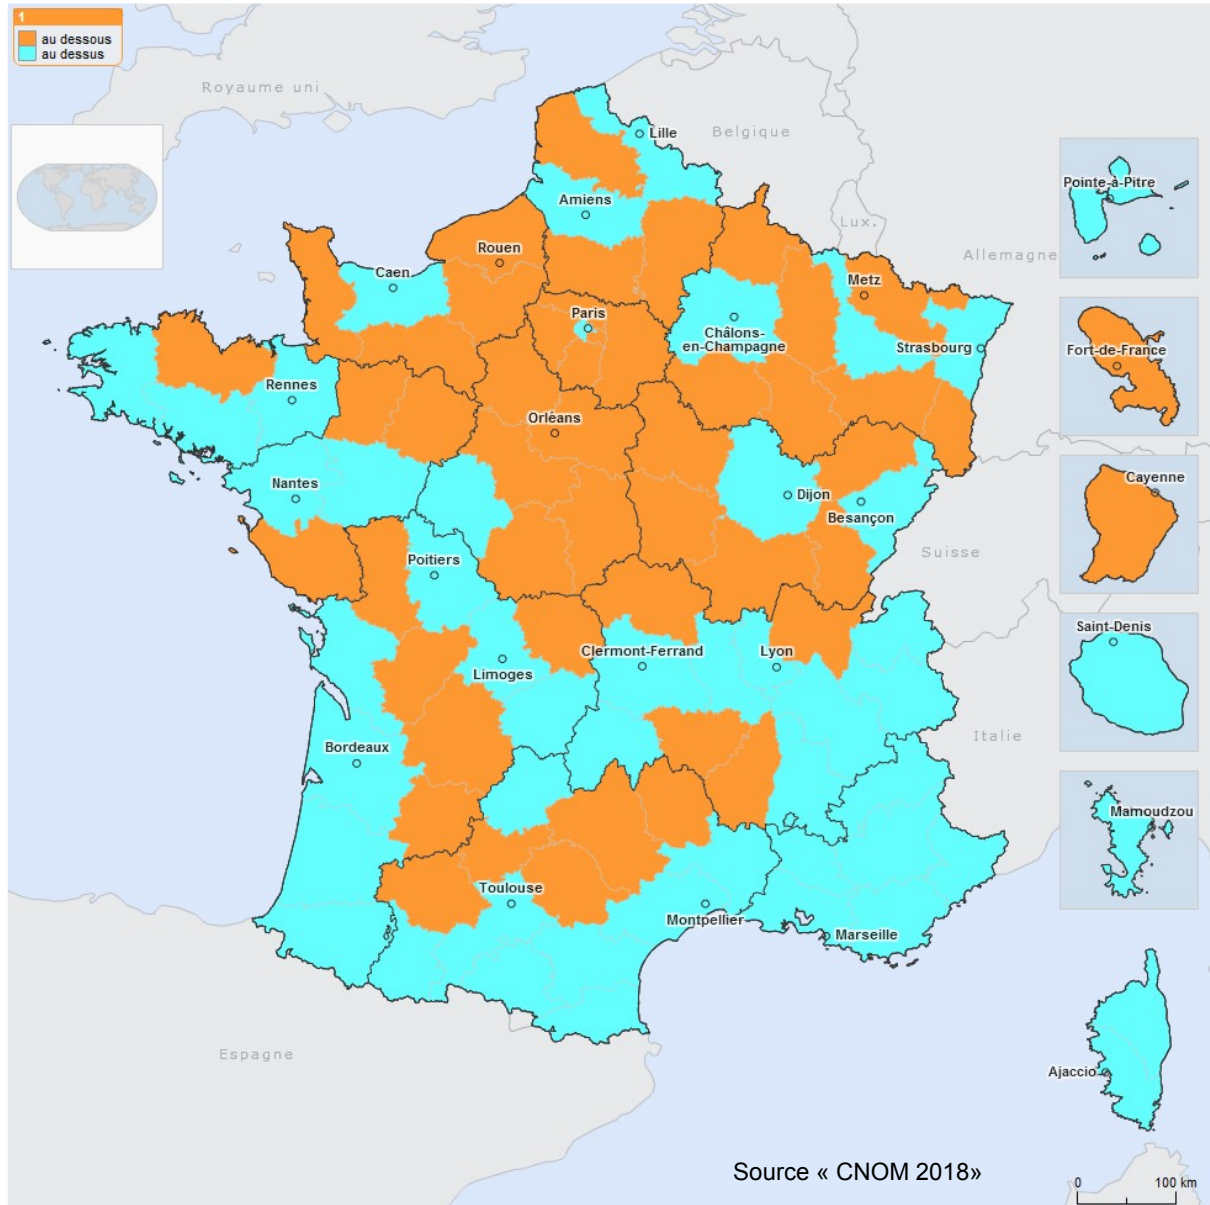 1
au dessous
au dessus
Royaume uni
Belgique
Lille
Pointe-à-Pitre
Amiens
Lux.
Allemagne
Rouen
Caen
Metz
Paris
Châlons-
en-Champagne
Strasbourg
Fort-de-France
Rennes
Orléans
Nantes
Dijon
Besançon
Cayenne
Suisse
Poitiers
Saint-Denis
Clermont-Ferrand
Lyon
Limoges
Italie
Bordeaux
Mamoudzou
Toulouse
Montpellier
Marseille
Espagne
Ajaccio
Source « CNOM 2018»
0 100 km